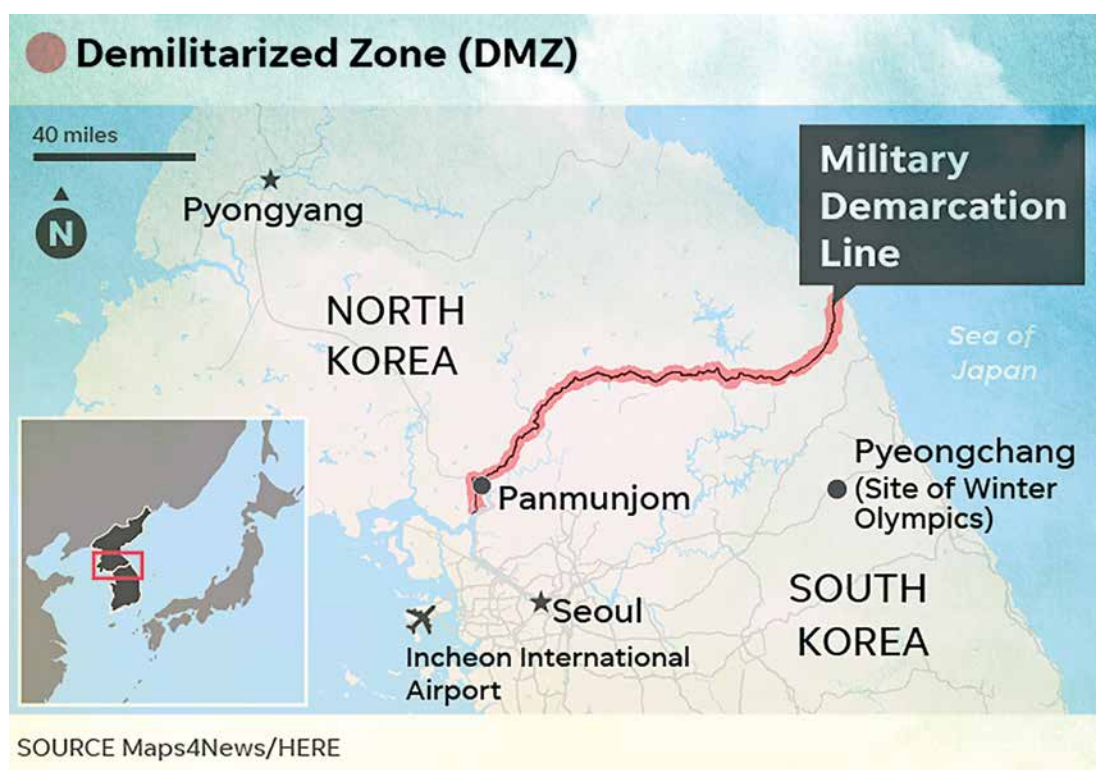 Demilitarized Zone (DMZ)
40 miles
N
Pyongyang
Military
Demarcation
Line
NORTH
KOREA
Sea of
Japan
Pyeongchang
(Site of Winter
Olympics)
Panmunjom
SOUTH
KOREA
Seoul
Incheon International
Airport
SOURCE Maps4News/HERE